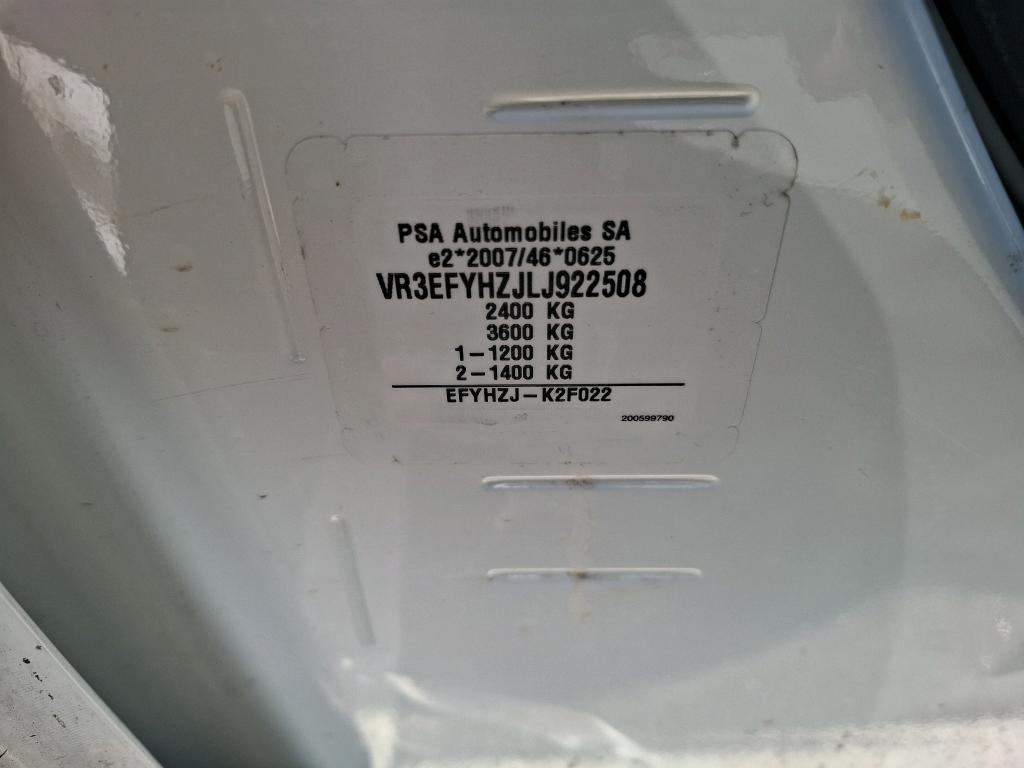 PSA Automobiles SA
e2*2007/46*0625
VR3EFYHZJLJ922508
2400 KG
3600 KG
1-1200 KG
2-1400 KG
EFYHZJ-K2F022
200599790